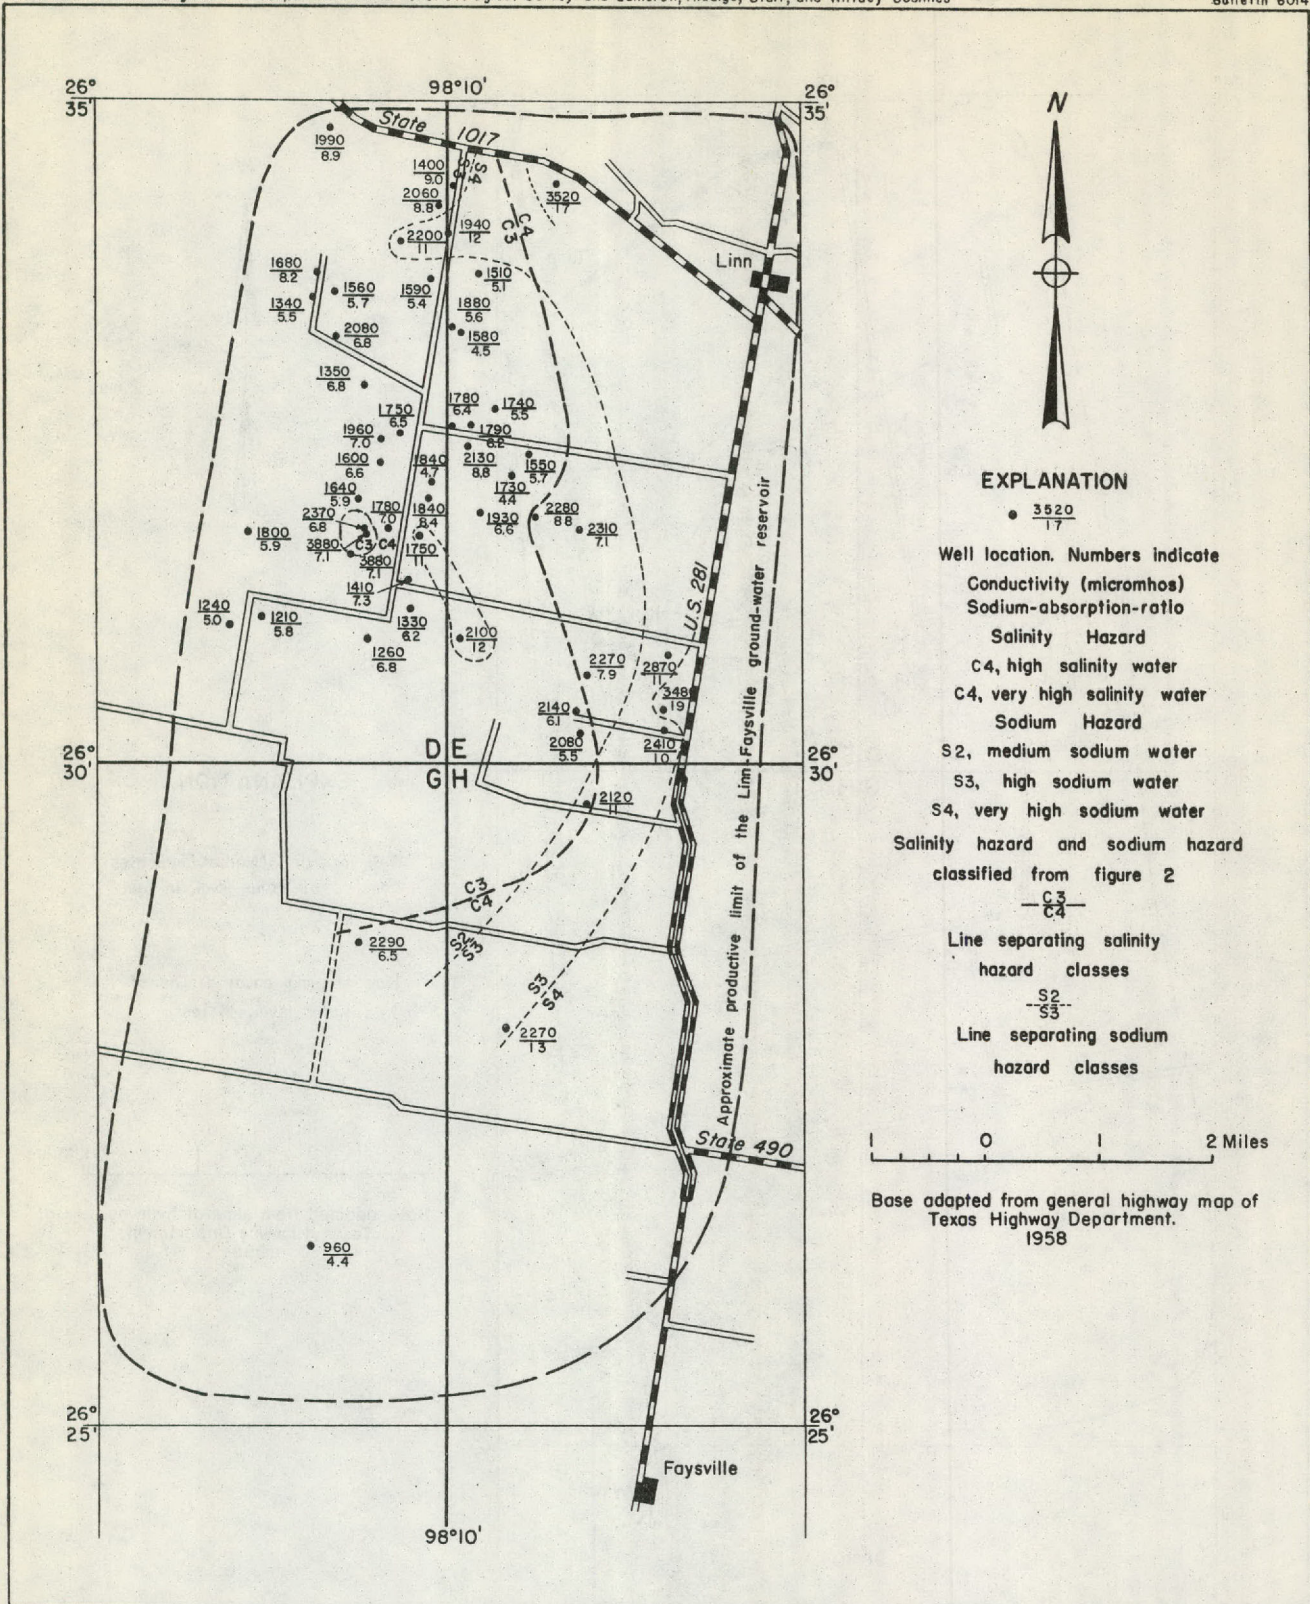 Bulletin 6014
26° 35'
98°10'
26° 35'
N
State 1017
1990 8.9
1400 9.0
S3 S4
2060 8.8
3520 17
2200 11
1940 12
C3 C4
Linn
1680 8.2
1510 5.1
1560 5.7
1590 5.4
1340 5.5
1880 5.6
2080 6.8
1580 4.5
1350 6.8
1780 6.4
1740 5.5
1750 6.5
1960 7.0
1790 6.2
1600 6.6
1840 4.7
2130 8.8
1550 5.7
1640 5.9
1730 4.4
2370 6.8
1780 7.0
1840 8.4
1930 6.6
2280 8.8
2310 7.1
1800 5.9
3880 7.1
C3 C4
1750 11
3880 7.1
1410 7.3
U.S. 281
1240 5.0
1210 5.8
1330 6.2
2100 12
1260 6.8
2270 7.9
2870 11
3480 19
2140 6.1
2080 5.5
2410 10
D E
G H
26° 30'
26° 30'
2120 11
C3 C4
2290 6.5
S2 S3
S3 S4
2270 13
Approximate productive limit of the Linn-Faysville ground-water reservoir
State 490
960 4.4
26° 25'
26° 25'
Faysville
98°10'
EXPLANATION
3520
17
Well location. Numbers indicate
Conductivity (micromhos)
Sodium-absorption-ratio
Salinity Hazard
C4, high salinity water
C4, very high salinity water
Sodium Hazard
S2, medium sodium water
S3, high sodium water
S4, very high sodium water
Salinity hazard and sodium hazard
classified from figure 2
C3
C4
Line separating salinity
hazard classes
S2
S3
Line separating sodium
hazard classes
1 0 1 2 Miles
Base adapted from general highway map of
Texas Highway Department.
1958